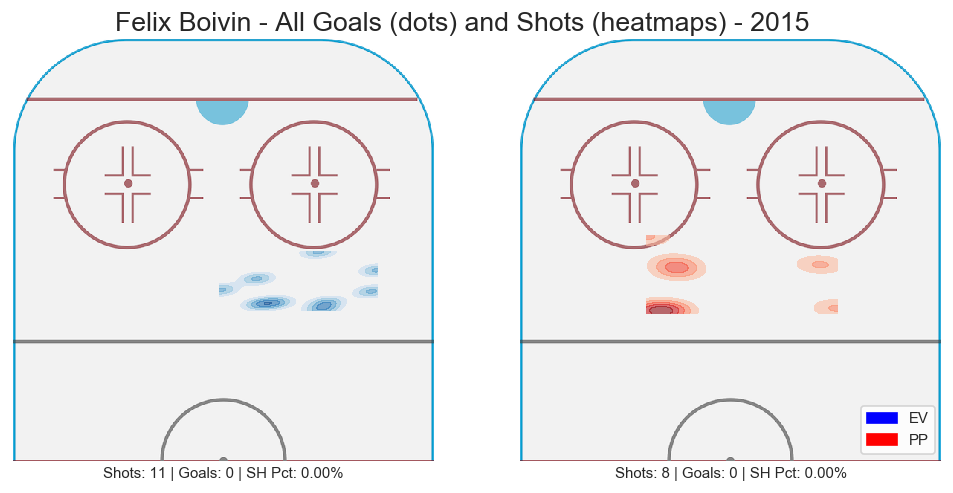 Felix Boivin - All Goals (dots) and Shots (heatmaps) - 2015
EV
PP
Shots: 11 | Goals: 0 | SH Pct: 0.00%
Shots: 8 | Goals: 0 | SH Pct: 0.00%